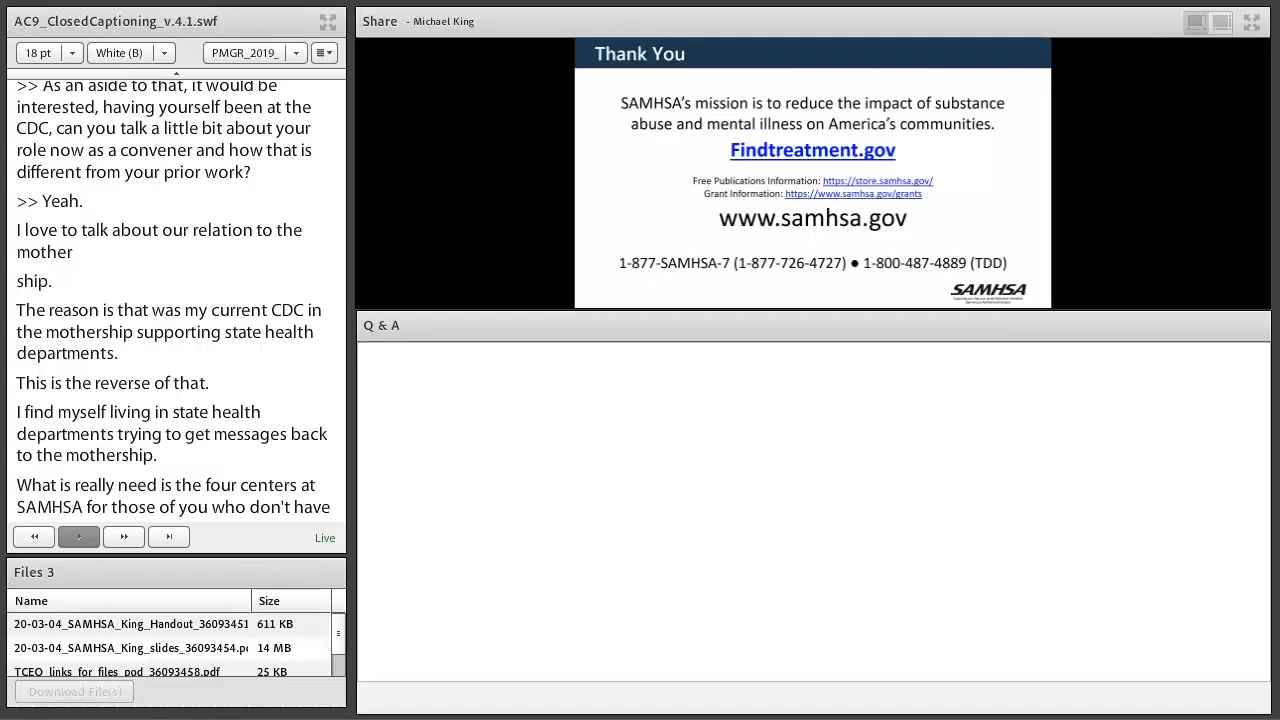 AC9_ClosedCaptioning_v.4.1.swf
18 pt
White (B)
PMGR_2019_
>> As an aside to that, it would be
interested, having yourself been at the
CDC, can you talk a little bit about your
role now as a convener and how that is
different from your prior work?
>> Yeah.
I love to talk about our relation to the
mother
ship.
The reason is that was my current CDC in
the mothership supporting state health
departments.
This is the reverse of that.
I find myself living in state health
departments trying to get messages back
to the mothership.
What is really need is the four centers at
SAMHSA for those of you who don't have
Live
Files 3
Name Size
20-03-04_SAMHSA_King_Handout_36093451 611 KB
20-03-04_SAMHSA_King_slides_36093454.pc 14 MB
TCEO_links_for_files_pod_36093458.pdf 25 KB
Download File(s)
Share - Michael King
Thank You
SAMHSA's mission is to reduce the impact of substance
abuse and mental illness on America's communities.
Findtreatment.gov
Free Publications Information: https://store.samhsa.gov/
Grant Information: https://www.samhsa.gov/grants
www.samhsa.gov
1-877-SAMHSA-7 (1-877-726-4727) ● 1-800-487-4889 (TDD)
SAMHSA
Q & A